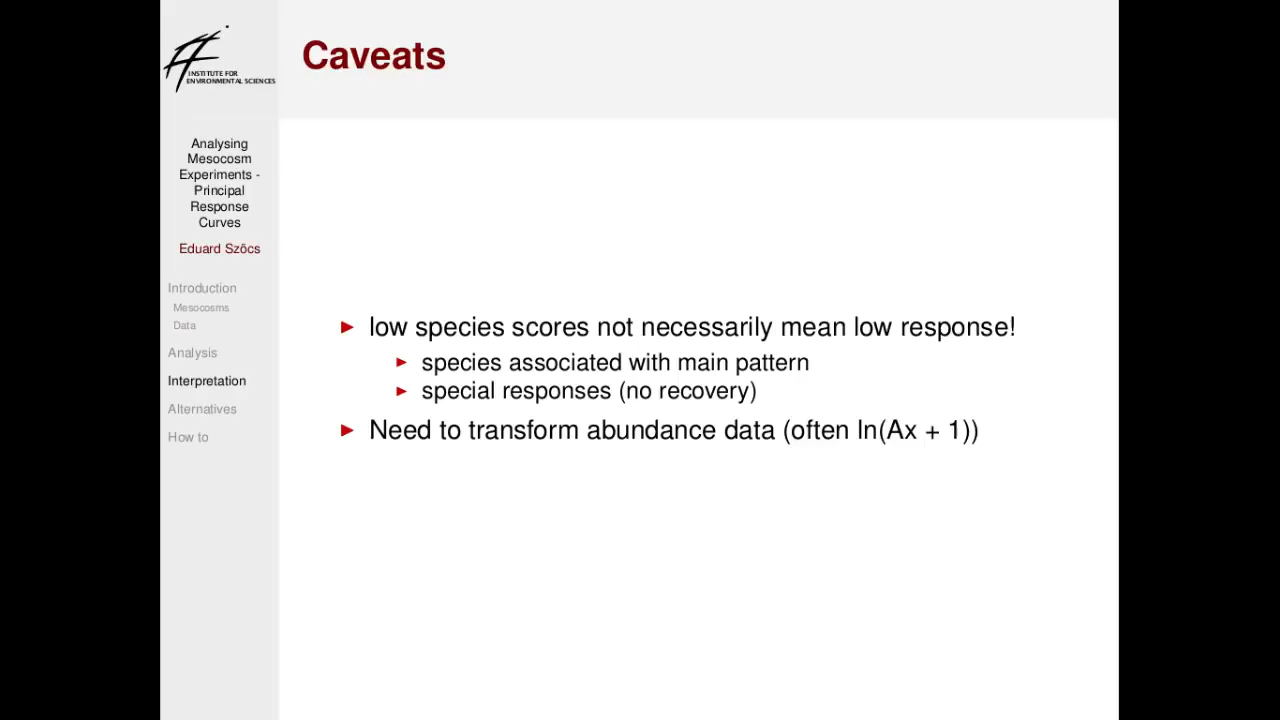 INSTITUTE FOR
ENVIRONMENTAL SCIENCES
Analysing
Mesocosm
Experiments -
Principal
Response
Curves
Eduard Szöcs
Introduction
Mesocosms
Data
Analysis
Interpretation
Alternatives
How to
Caveats
low species scores not necessarily mean low response!
species associated with main pattern
special responses (no recovery)
Need to transform abundance data (often ln(Ax + 1))